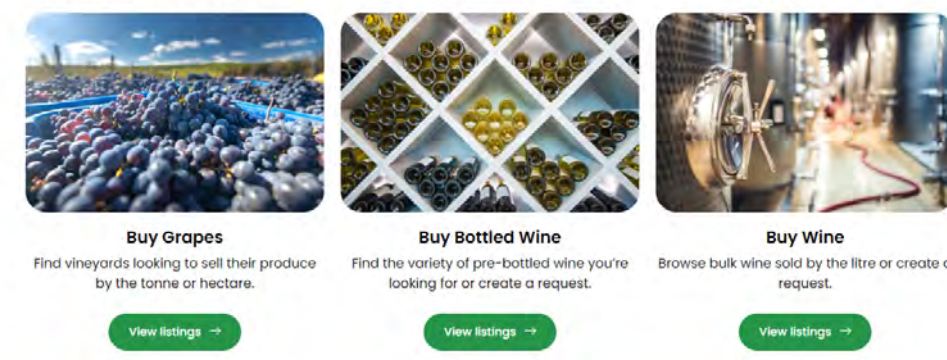 Buy Grapes
Find vineyards looking to sell their produce
by the tonne or hectare.
View listings →
Buy Bottled Wine
Find the variety of pre-bottled wine you're
looking for or create a request.
View listings →
Buy Wine
Browse bulk wine sold by the litre or create a
request.
View listings →